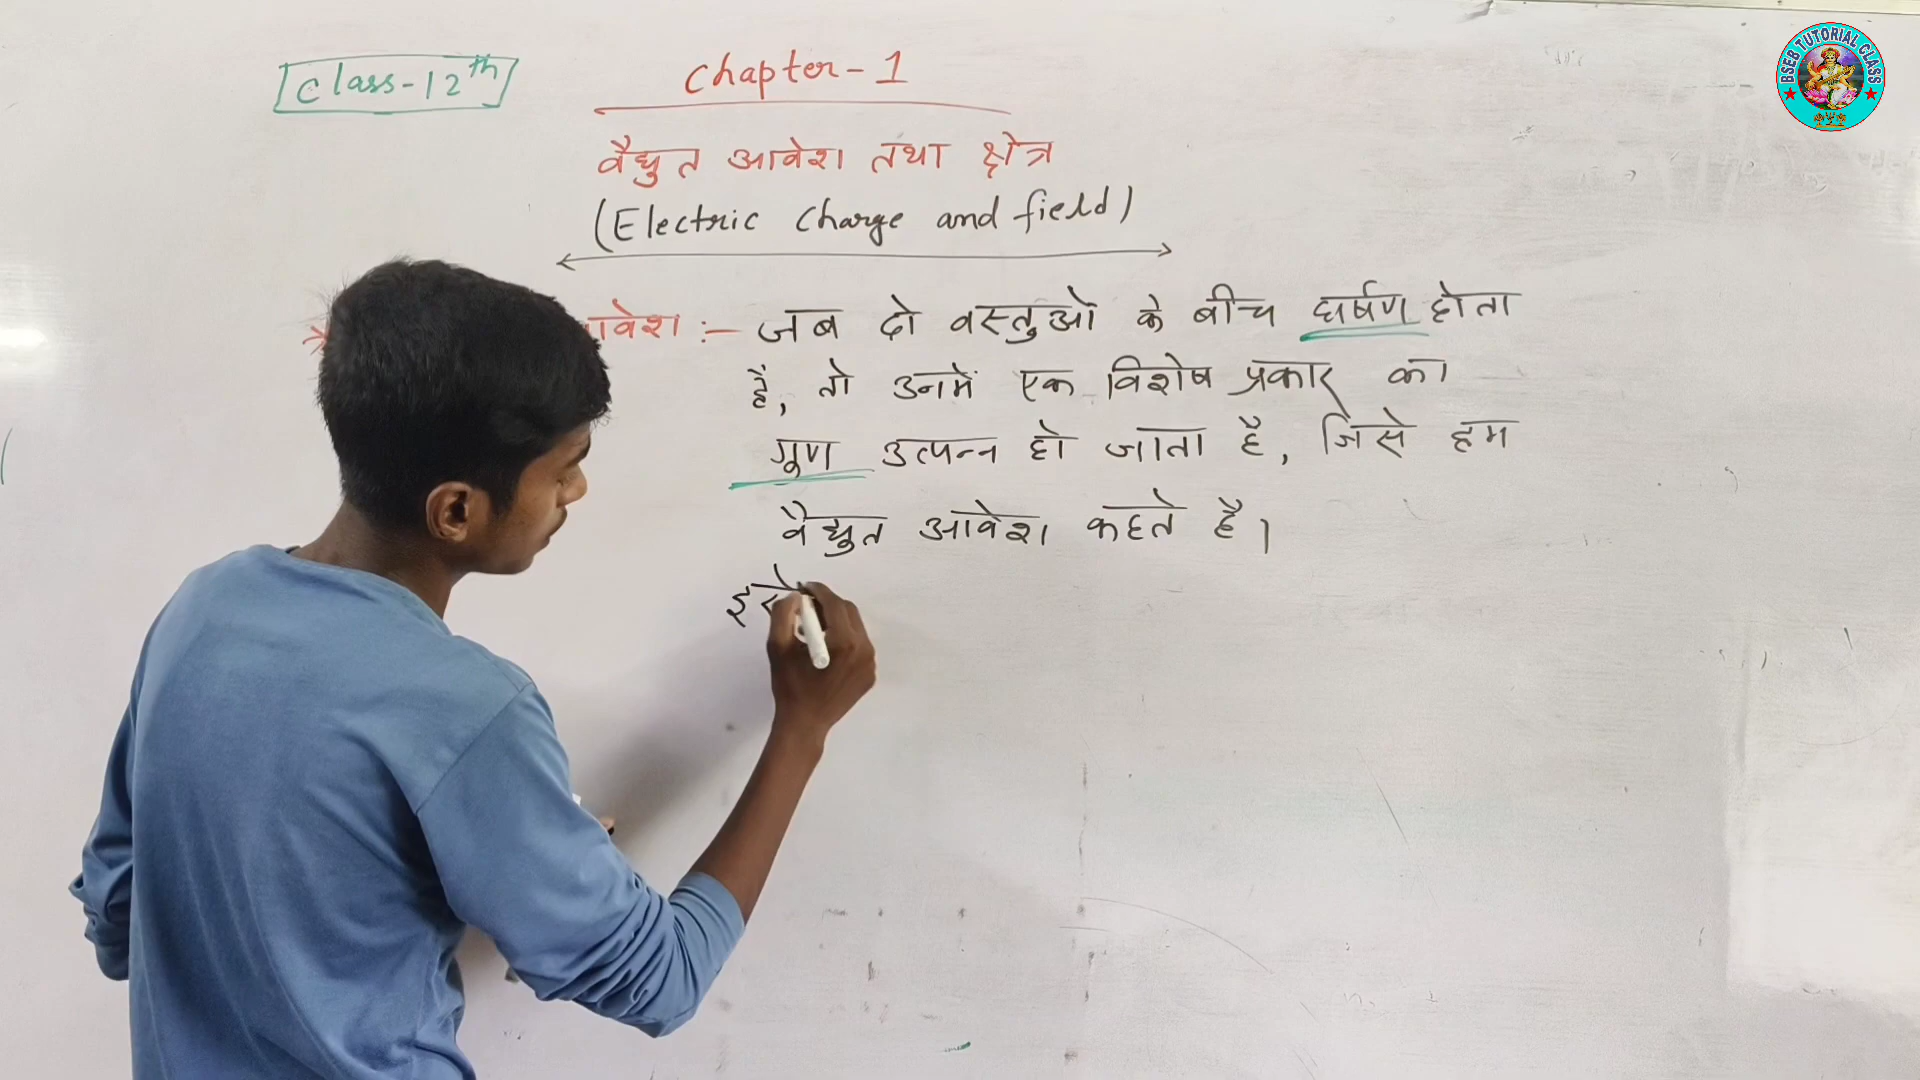 Class-12th
Chapter-1
वैद्युत आवेश तथा क्षेत्र
(Electric Charge and field)
आवेश :- जब दो वस्तुओ के बीच घर्षण होता
है, तो उनमें एक विशेष प्रकार का
गुण उत्पन्न हो जाता है, जिसे हम
वैद्युत आवेश कहते है।
BSEB TUTORIAL CLASS